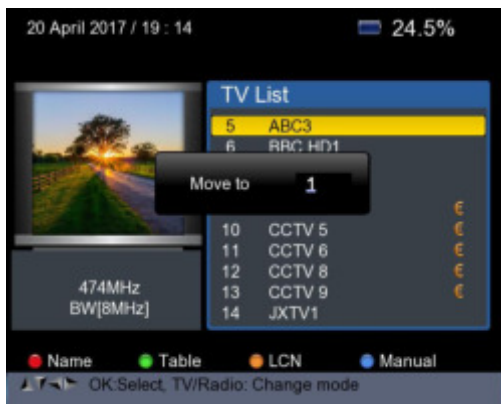 20 April 2017 / 19 : 14
24.5%
TV List
5 ABC3
6 BBC HD1
Move to 1
€
10 CCTV 5 €
11 CCTV 6 €
12 CCTV 8 €
13 CCTV 9 €
14 JXTV1
474MHz
BW[8MHz]
Name Table LCN Manual
OK:Select, TV/Radio: Change mode